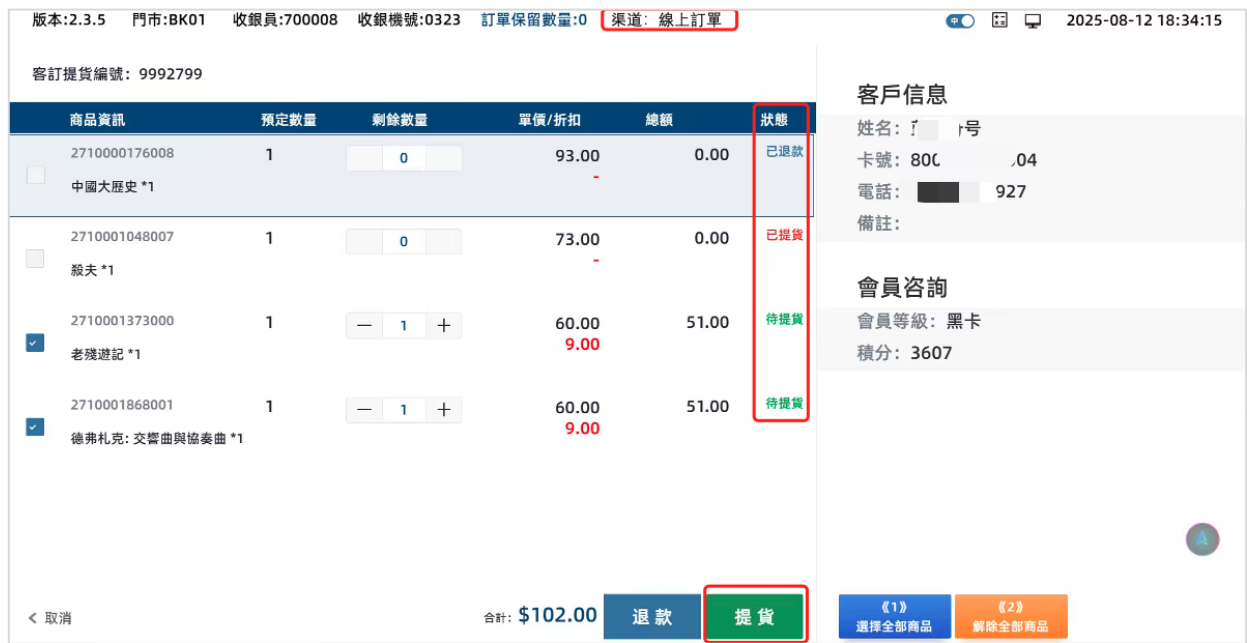 版本:2.3.5 門市:BK01 收銀員:700008 收銀機號:0323 訂單保留數量:0 渠道: 線上訂單 中 2025-08-12 18:34:15
客訂提貨編號: 9992799
商品資訊 預定數量 剩餘數量 單價/折扣 總額 狀態
2710000176008 1 0 93.00 0.00 已退款
中國大歷史 *1 -
2710001048007 1 0 73.00 0.00 已提貨
殺夫 *1 -
2710001373000 1 — 1 + 60.00 51.00 待提貨
老殘遊記 *1 9.00
2710001868001 1 — 1 + 60.00 51.00 待提貨
德弗札克: 交響曲與協奏曲 *1 9.00
< 取消 合計: $102.00 退款 提货
客戶信息
姓名: 号
卡號: 800 04
電話: 927
備註:
會員咨詢
會員等級: 黑卡
積分: 3607
《1》
選擇全部商品
《2》
解除全部商品